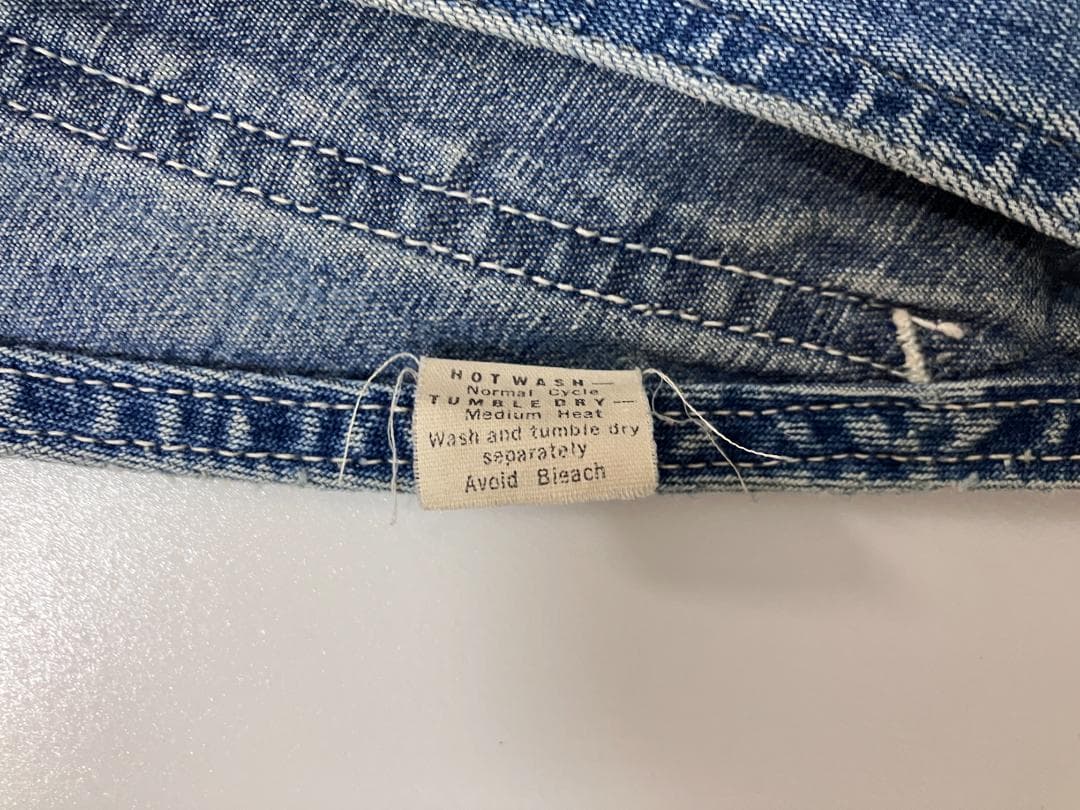 HOT WASH—
Normal Cycle
TUMBLE DRY—
Medium Heat
Wash and tumble dry
separately
Avoid Bleach